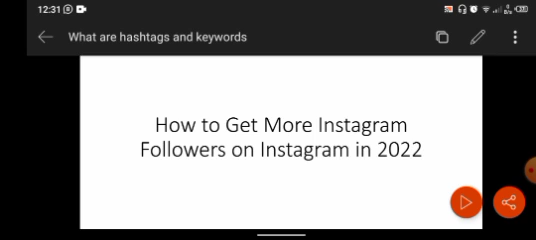 12:31
What are hashtags and keywords
How to Get More Instagram
Followers on Instagram in 2022